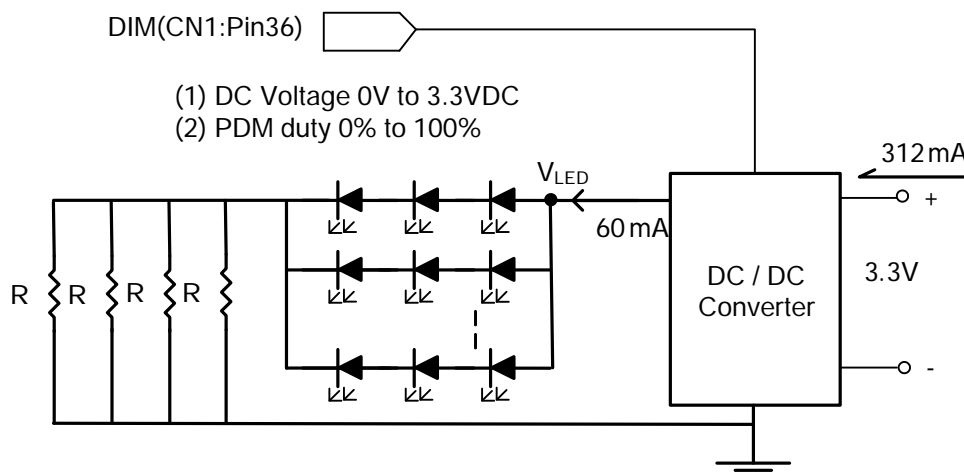 DIM(CN1:Pin36)
(1) DC Voltage 0V to 3.3VDC
(2) PDM duty 0% to 100%
312mA
VLED
+
60mA
R R R R
DC / DC
Converter
3.3V
-